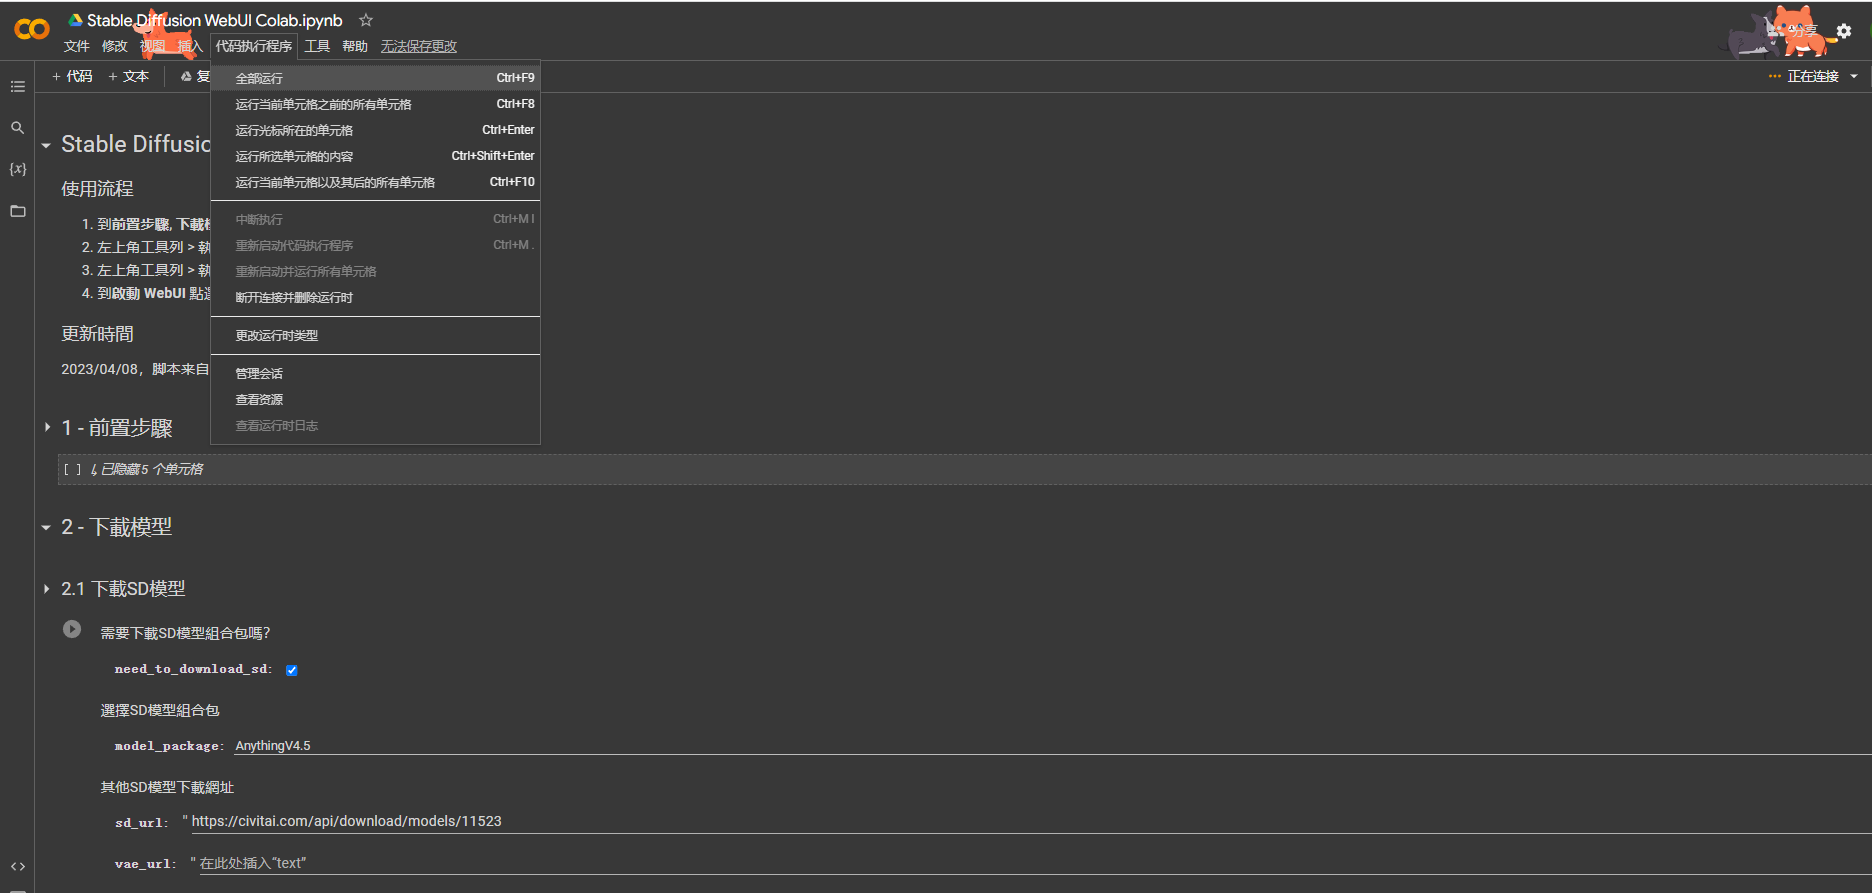 Stable Diffusion WebUI Colab.ipynb
文件 修改 视图 插入 代码执行程序 工具 帮助 无法保存更改
分享
+ 代码 + 文本 复
正在连接
全部运行 Ctrl+F9
运行当前单元格之前的所有单元格 Ctrl+F8
运行光标所在的单元格 Ctrl+Enter
运行所选单元格的内容 Ctrl+Shift+Enter
运行当前单元格以及其后的所有单元格 Ctrl+F10
中断执行 Ctrl+M I
重新启动代码执行程序 Ctrl+M .
重新启动并运行所有单元格
断开连接并删除运行时
更改运行时类型
管理会话
查看资源
查看运行时日志
Stable Diffusio
使用流程
1. 到前置步驟, 下載
2. 左上角工具列 > 執
3. 左上角工具列 > 執
4. 到啟動 WebUI 點選
更新時間
2023/04/08，脚本来自
1 - 前置步驟
[ ] ↳ 已隐藏 5 个单元格
2 - 下載模型
2.1 下載SD模型
需要下載SD模型組合包嗎？
need_to_download_sd:
選擇SD模型組合包
model_package: AnythingV4.5
其他SD模型下載網址
sd_url: " https://civitai.com/api/download/models/11523
vae_url: " 在此处插入“text”